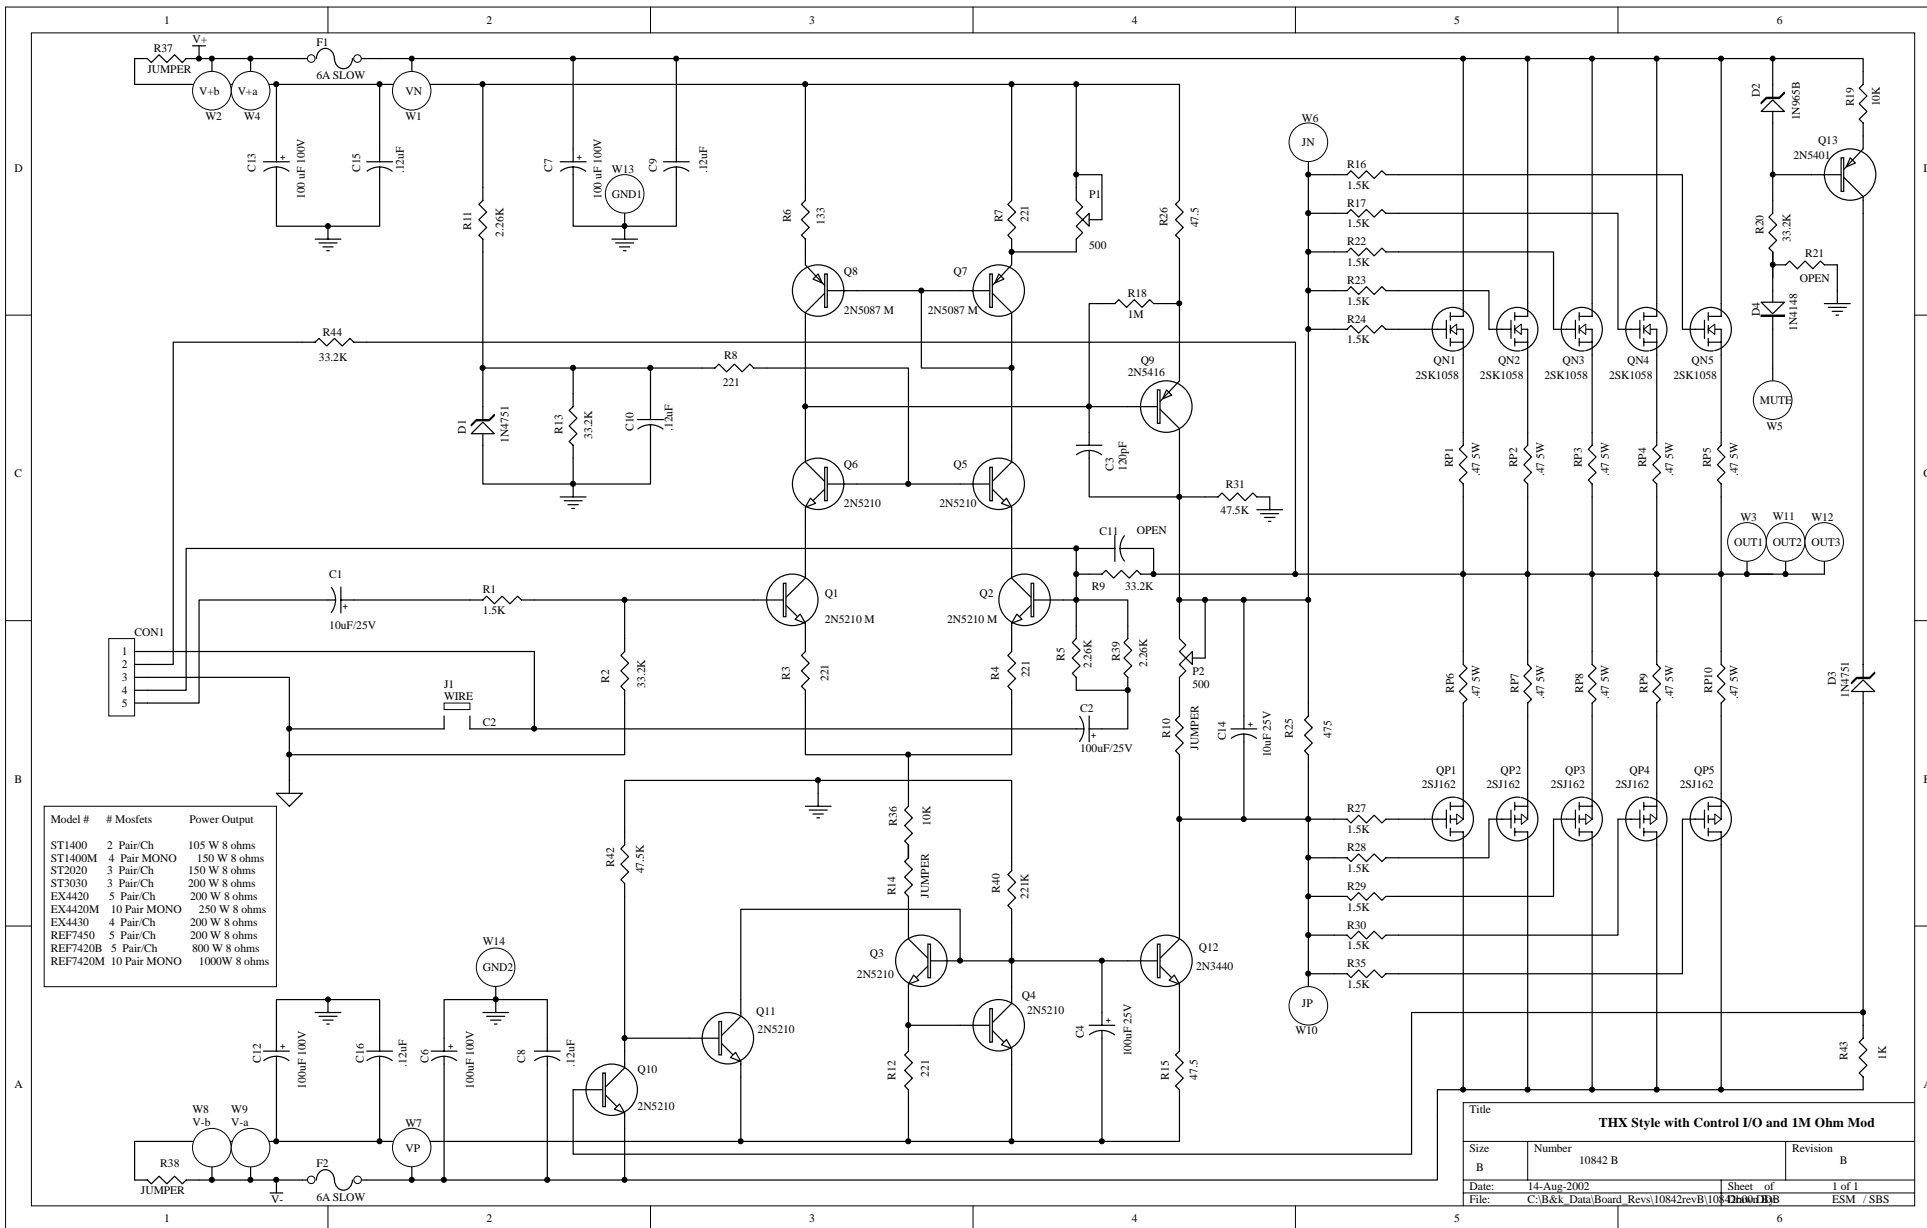 1 2 3 4 5 6
R37
JUMPER
V+
F1
6A SLOW
V+b
W2
V+a
W4
VN
W1
C13
100 uF 100V
C15
.12uF
R11
2.26K
C7
100 uF 100V
W13
GND1
C9
.12uF
R6
133
R7
221
P1
500
R26
47.5
W6
JN
R16
1.5K
R17
1.5K
R22
1.5K
R23
1.5K
R24
1.5K
D2
1N965B
R19
10K
Q13
2N5401
R20
33.2K
R21
OPEN
D4
1N4148
MUTE
W5
D
D
Q8
2N5087 M
Q7
2N5087 M
R18
1M
R44
33.2K
R8
221
Q9
2N5416
QN1
2SK1058
QN2
2SK1058
QN3
2SK1058
QN4
2SK1058
QN5
2SK1058
D1
1N4751
R13
33.2K
C10
.12uF
Q6
2N5210
Q5
2N5210
C3
120pF
R31
47.5K
RP1
.47 5W
RP2
.47 5W
RP3
.47 5W
RP4
.47 5W
RP5
.47 5W
C
C
C11
OPEN
R9
33.2K
W3
OUT1
W11
OUT2
W12
OUT3
C1
10uF/25V
R1
1.5K
Q1
2N5210 M
Q2
2N5210 M
CON1
1
2
3
4
5
R2
33.2K
R3
221
R4
221
R5
2.26K
R39
2.26K
P2
500
J1
WIRE
C2
C2
100uF/25V
R10
JUMPER
C14
10uF 25V
R25
475
RP6
.47 5W
RP7
.47 5W
RP8
.47 5W
RP9
.47 5W
RP10
.47 5W
D3
1N4751
B
B
QP1
2SJ162
QP2
2SJ162
QP3
2SJ162
QP4
2SJ162
QP5
2SJ162
Model # # Mosfets Power Output
ST1400 2 Pair/Ch 105 W 8 ohms
ST1400M 4 Pair MONO 150 W 8 ohms
ST2020 3 Pair/Ch 150 W 8 ohms
ST3030 3 Pair/Ch 200 W 8 ohms
EX4420 5 Pair/Ch 200 W 8 ohms
EX4420M 10 Pair MONO 250 W 8 ohms
EX4430 4 Pair/Ch 200 W 8 ohms
REF7450 5 Pair/Ch 200 W 8 ohms
REF7420B 5 Pair/Ch 800 W 8 ohms
REF7420M 10 Pair MONO 1000W 8 ohms
R42
47.5K
R36
10K
R14
JUMPER
R40
221K
R27
1.5K
R28
1.5K
R29
1.5K
R30
1.5K
R35
1.5K
JP
W10
W14
GND2
Q3
2N5210
Q12
2N3440
Q4
2N5210
Q11
2N5210
Q10
2N5210
C12
100uF 100V
C16
.12uF
C6
100uF 100V
C8
.12uF
R12
221
C4
100uF 25V
R15
47.5
R43
1K
A
A
W8
V-b
W9
V-a
W7
VP
R38
JUMPER
V-
F2
6A SLOW
Title
THX Style with Control I/O and 1M Ohm Mod
Size Number Revision
B 10842 B B
Date: 14-Aug-2002 Sheet of 1 of 1
File: C:\B&k_Data\Board_Revs\10842revB\ ESM / SBS
1 2 3 4 5 6